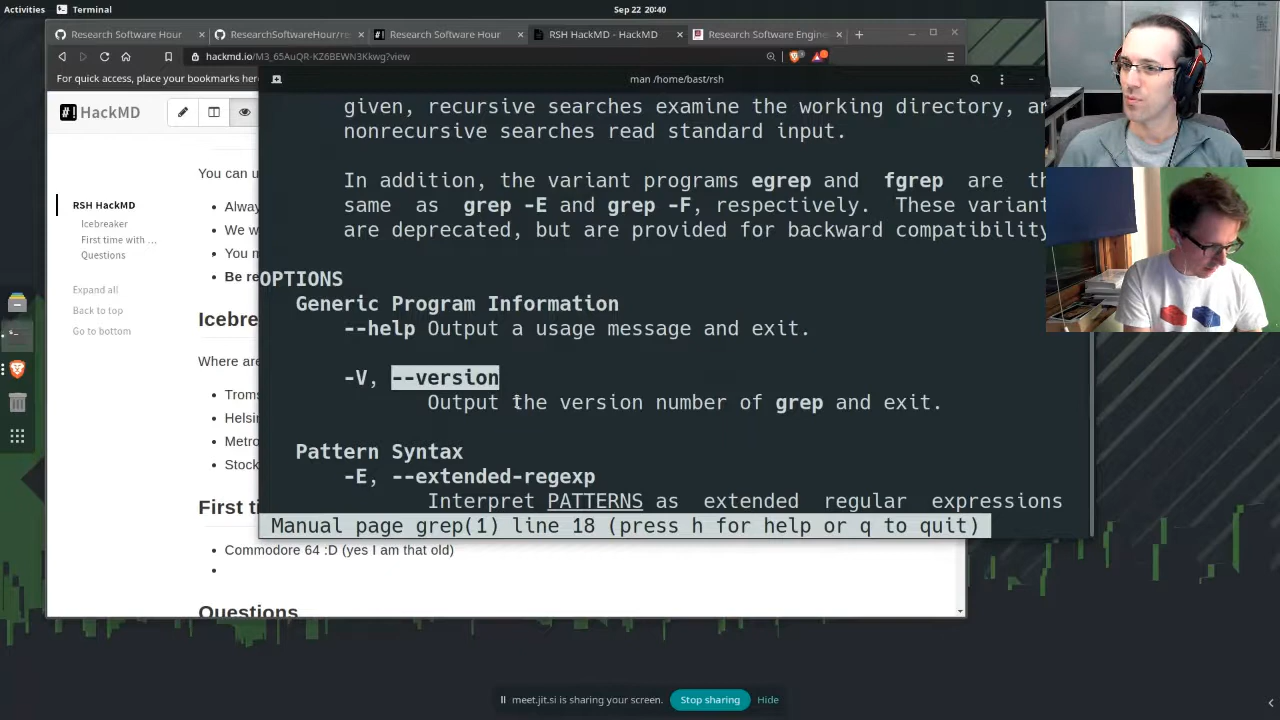 Activities
Terminal
Sep 22 20:40
Research Software Hour
ResearchSoftwareHour/re
Research Software Hour
RSH HackMD - HackMD
Research Software Engine
hackmd.io/M3_65AuQR-KZ6BEWN3Kkwg?view
For quick access, place your bookmarks he
man /home/bast/rsh
HackMD
RSH HackMD
Icebreaker
First time with ...
Questions
Expand all
Back to top
Go to bottom
You can u
Alway
We w
You m
Be re
Icebre
Where are
Troms
Helsin
Metro
Stock
First ti
Commodore 64 :D (yes I am that old)
Questions
given, recursive searches examine the working directory, a
nonrecursive searches read standard input.
In addition, the variant programs egrep and fgrep are th
same as grep -E and grep -F, respectively. These variant
are deprecated, but are provided for backward compatibility
OPTIONS
Generic Program Information
--help Output a usage message and exit.
-V, --version
Output the version number of grep and exit.
Pattern Syntax
-E, --extended-regexp
Interpret PATTERNS as extended regular expressions
Manual page grep(1) line 18 (press h for help or q to quit)
meet.jit.si is sharing your screen.
Stop sharing
Hide